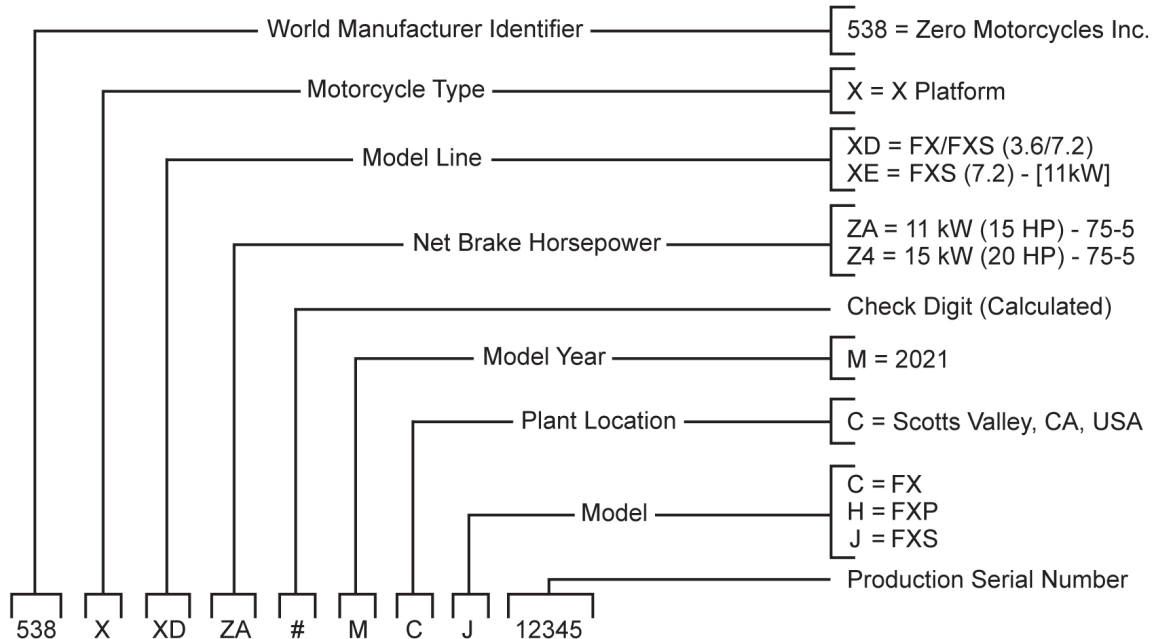 World Manufacturer Identifier
538 = Zero Motorcycles Inc.
Motorcycle Type
X = X Platform
Model Line
XD = FX/FXS (3.6/7.2)
XE = FXS (7.2) - [11kW]
Net Brake Horsepower
ZA = 11 kW (15 HP) - 75-5
Z4 = 15 kW (20 HP) - 75-5
Check Digit (Calculated)
Model Year
M = 2021
Plant Location
C = Scotts Valley, CA, USA
Model
C = FX
H = FXP
J = FXS
Production Serial Number
538 X XD ZA # M C J 12345